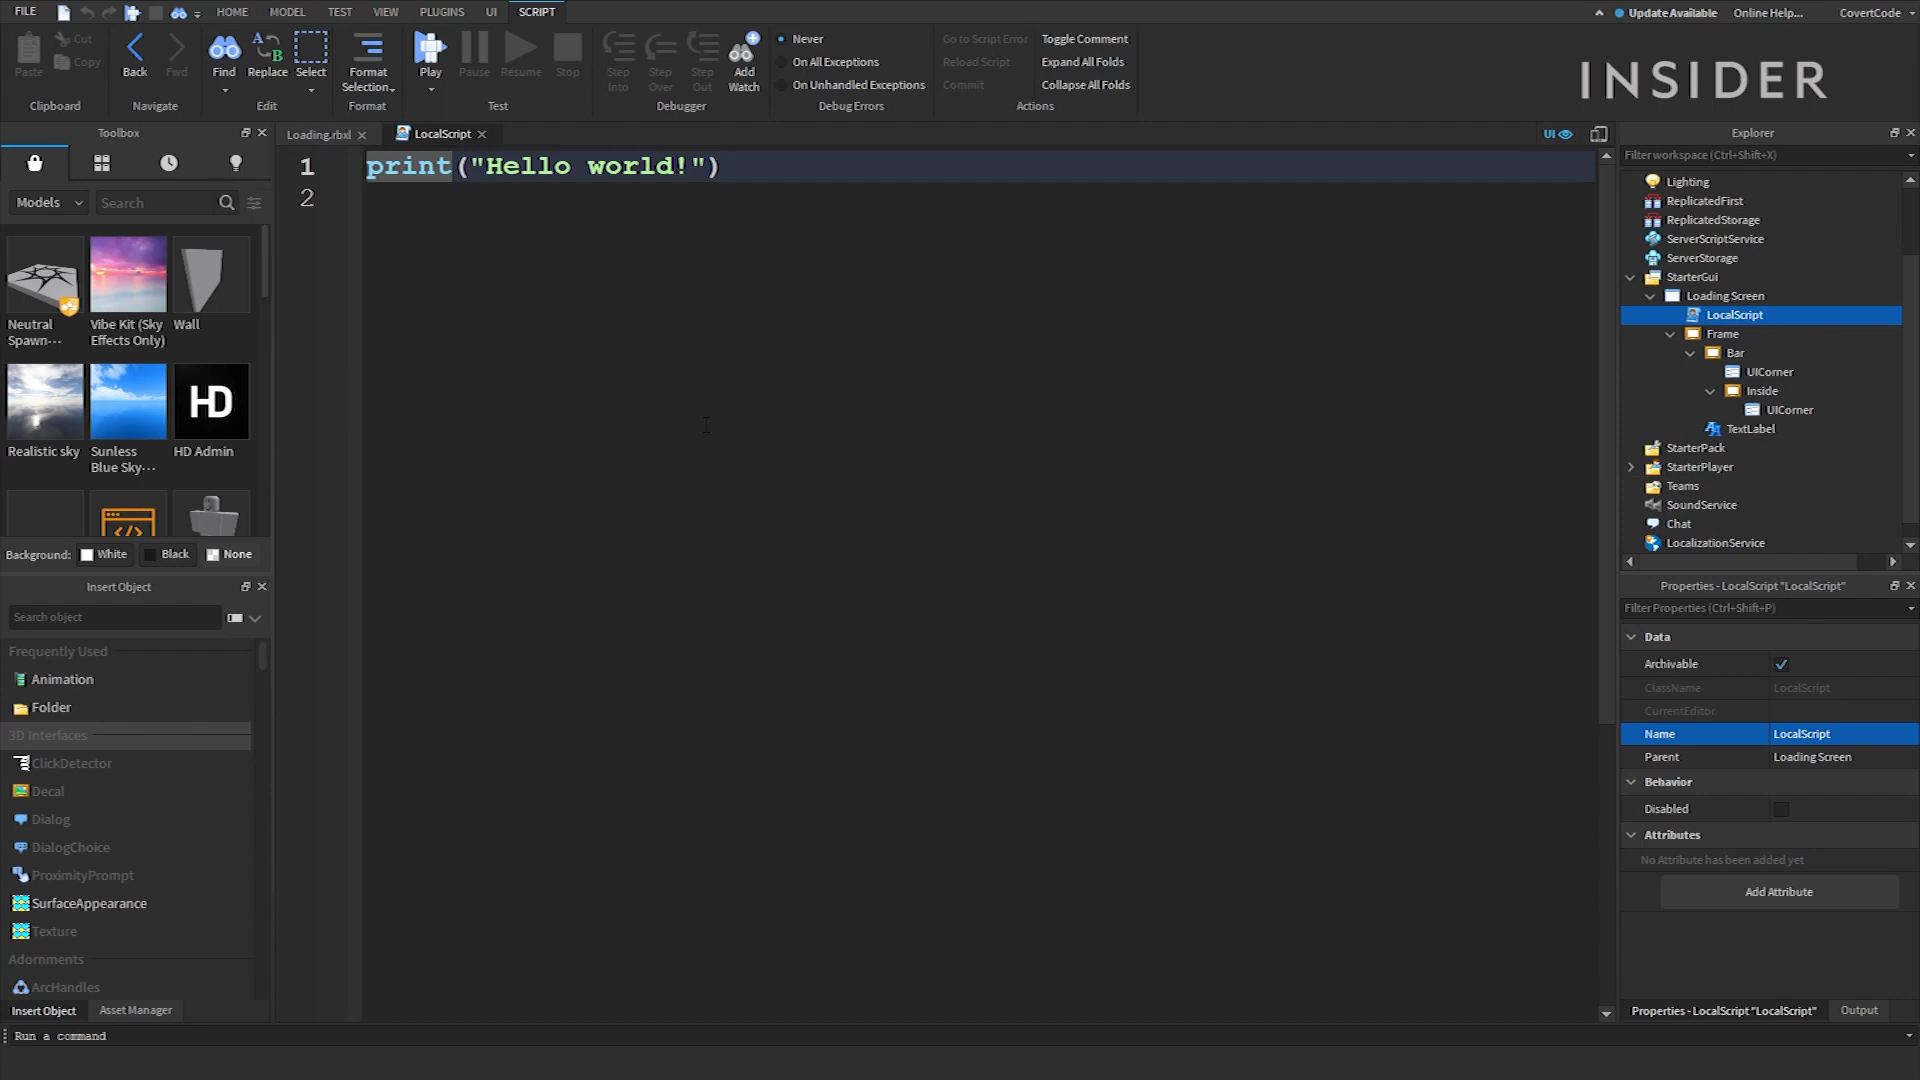 FILE HOME MODEL TEST VIEW PLUGINS UI SCRIPT Update Available Online Help... CovertCode
Paste Cut Copy Back Fwd Find Replace Select Format Selection Play Pause Resume Stop Step Into Step Over Step Out Add Watch
Never
On All Exceptions
On Unhandled Exceptions
Go to Script Error
Reload Script
Commit
Toggle Comment
Expand All Folds
Collapse All Folds
Clipboard Navigate Edit Format Test Debugger Debug Errors Actions
INSIDER
Toolbox
Models Search
Neutral Spawn···
Vibe Kit (Sky Effects Only)
Wall
Realistic sky
Sunless Blue Sky···
HD
HD Admin
Background: White Black None
Insert Object
Search object
Frequently Used
Animation
Folder
3D Interfaces
ClickDetector
Decal
Dialog
DialogChoice
ProximityPrompt
SurfaceAppearance
Texture
Adornments
ArcHandles
Insert Object Asset Manager
Run a command
Loading.rbxl LocalScript UI
1 print("Hello world!")
2
Explorer
Filter workspace (Ctrl+Shift+X)
Lighting
ReplicatedFirst
ReplicatedStorage
ServerScriptService
ServerStorage
StarterGui
Loading Screen
LocalScript
Frame
Bar
UICorner
Inside
UICorner
TextLabel
StarterPack
StarterPlayer
Teams
SoundService
Chat
LocalizationService
Properties - LocalScript "LocalScript"
Filter Properties (Ctrl+Shift+P)
Data
Archivable
ClassName LocalScript
CurrentEditor
Name LocalScript
Parent Loading Screen
Behavior
Disabled
Attributes
No Attribute has been added yet
Add Attribute
Properties - LocalScript "LocalScript" Output